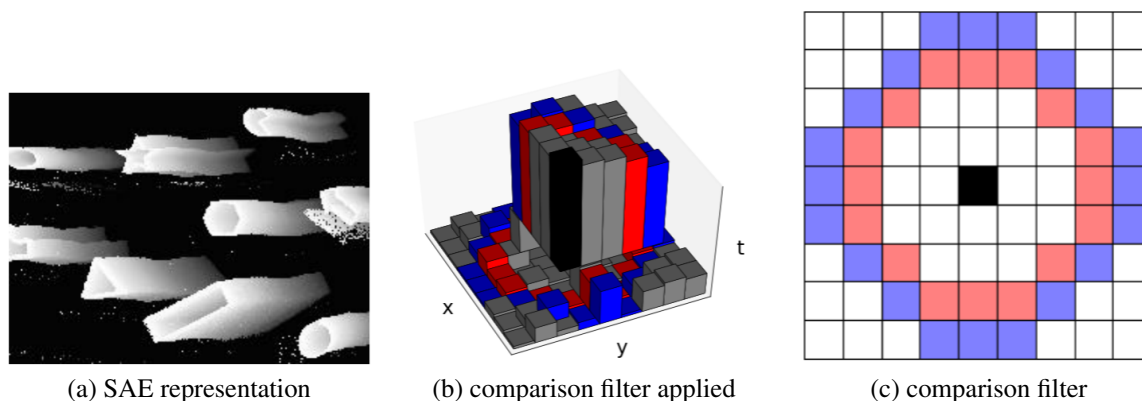 t
x
y
(a) SAE representation
(b) comparison filter applied
(c) comparison filter